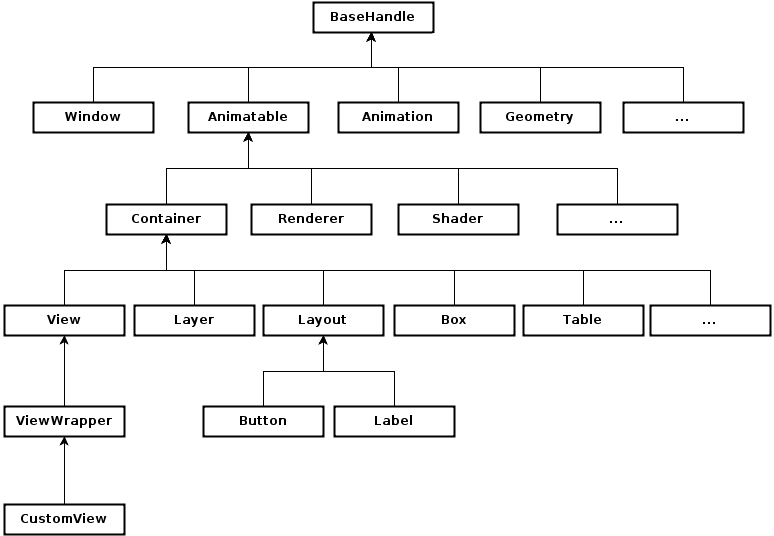 BaseHandle
Window Animatable Animation Geometry ...
Container Renderer Shader ...
View Layer Layout Box Table ...
ViewWrapper Button Label
CustomView